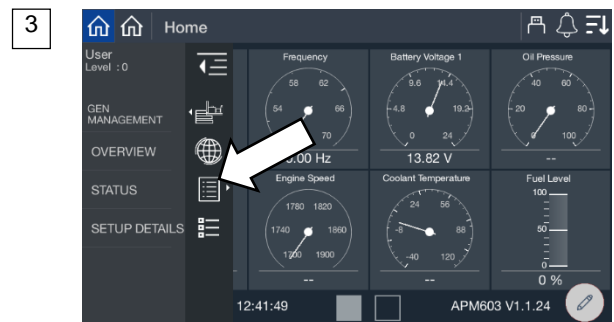 3
Home
User
Level : 0
GEN
MANAGEMENT
OVERVIEW
STATUS
SETUP DETAILS
Frequency
54 58 62 66 70
0.00 Hz
Battery Voltage 1
0 4.8 9.6 14.4 19.2 24
13.82 V
Oil Pressure
0 20 40 60 80 100
--
Engine Speed
1700 1740 1780 1820 1860 1900
--
Coolant Temperature
-40 -8 24 56 88 120
--
Fuel Level
100
50
0
0 %
12:41:49
APM603 V1.1.24